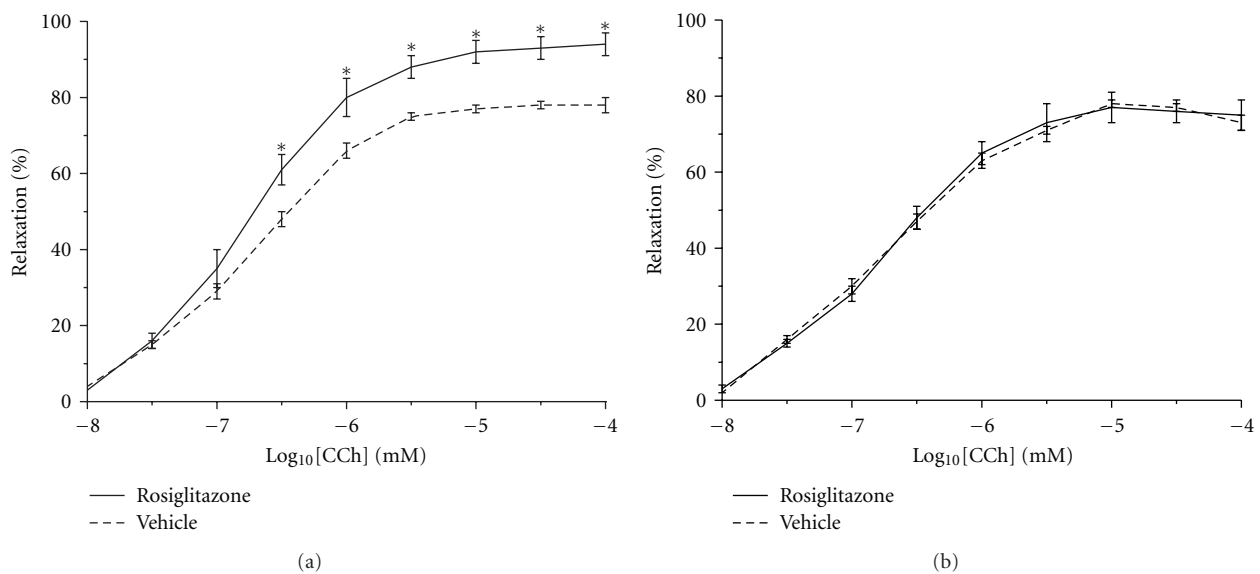 100
80
60
40
20
0
Relaxation (%)
* * * * * *
−8 −7 −6 −5 −4
Log₁₀[CCh] (mM)
Rosiglitazone
Vehicle
(a)
100
80
60
40
20
0
Relaxation (%)
−8 −7 −6 −5 −4
Log₁₀[CCh] (mM)
Rosiglitazone
Vehicle
(b)